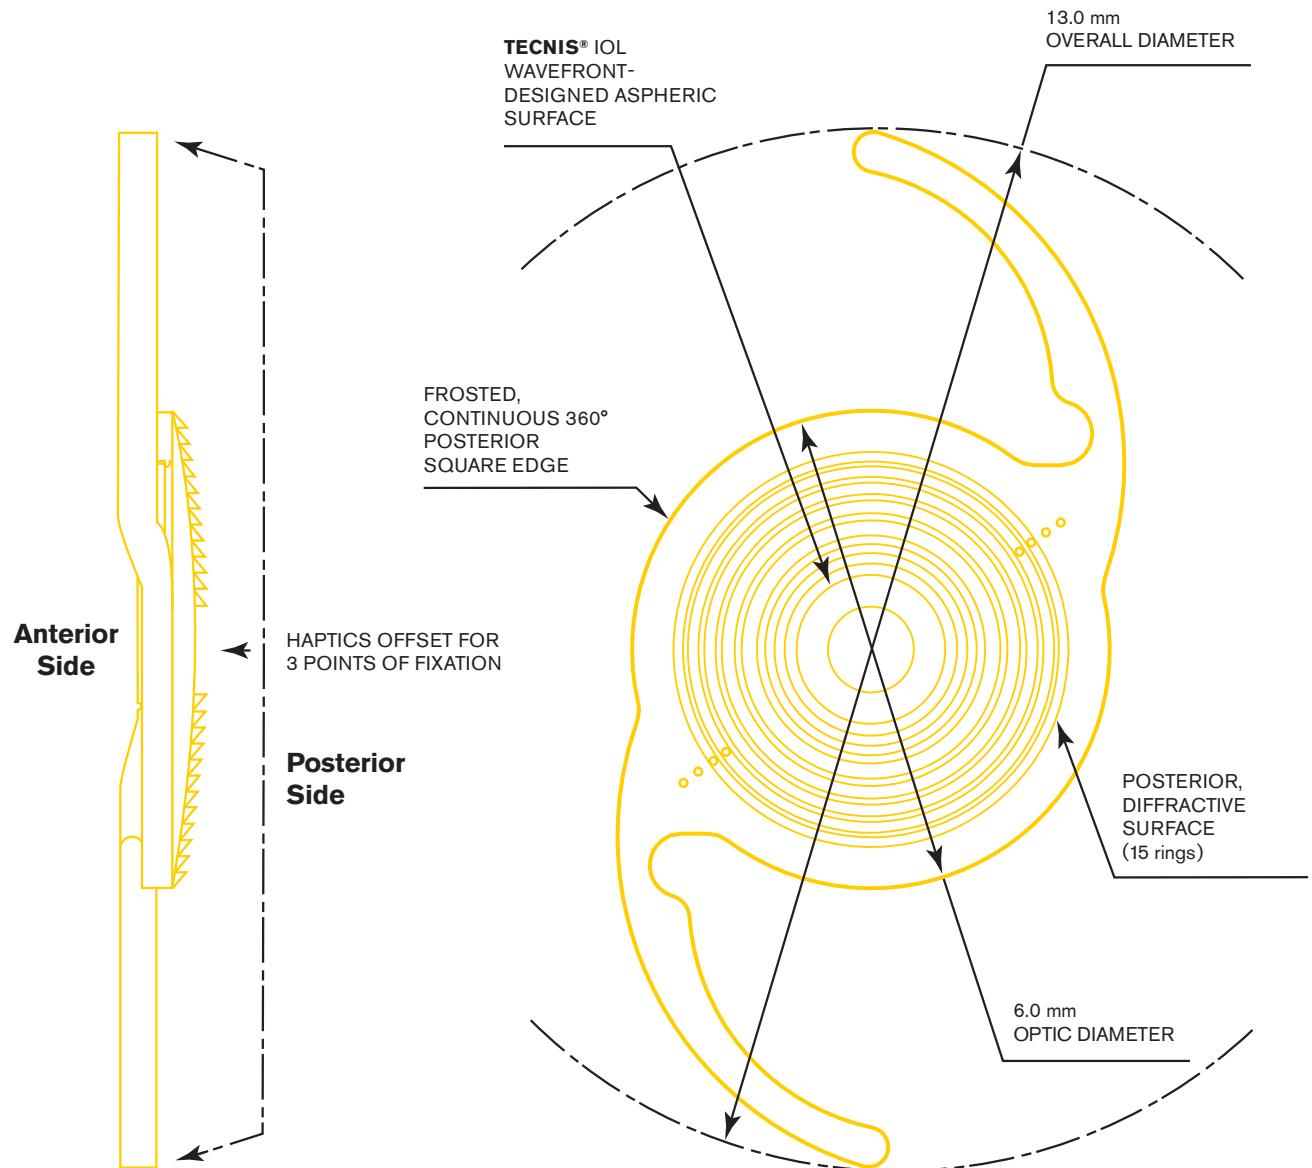 13.0 mm
OVERALL DIAMETER
TECNIS® IOL
WAVEFRONT-
DESIGNED ASPHERIC
SURFACE
FROSTED,
CONTINUOUS 360°
POSTERIOR
SQUARE EDGE
Anterior
Side
HAPTICS OFFSET FOR
3 POINTS OF FIXATION
Posterior
Side
POSTERIOR,
DIFFRACTIVE
SURFACE
(15 rings)
6.0 mm
OPTIC DIAMETER